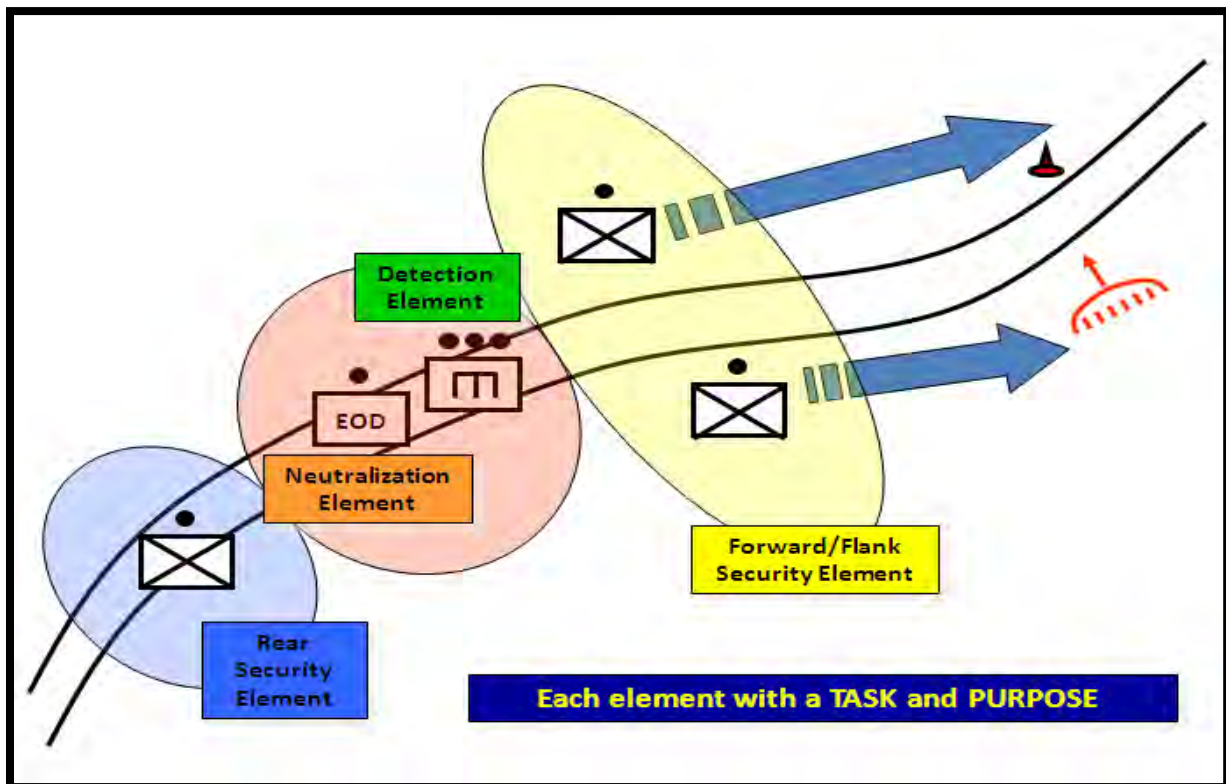 Detection
Element
EOD
Neutralization
Element
Forward/Flank
Security Element
Rear
Security
Element
Each element with a TASK and PURPOSE